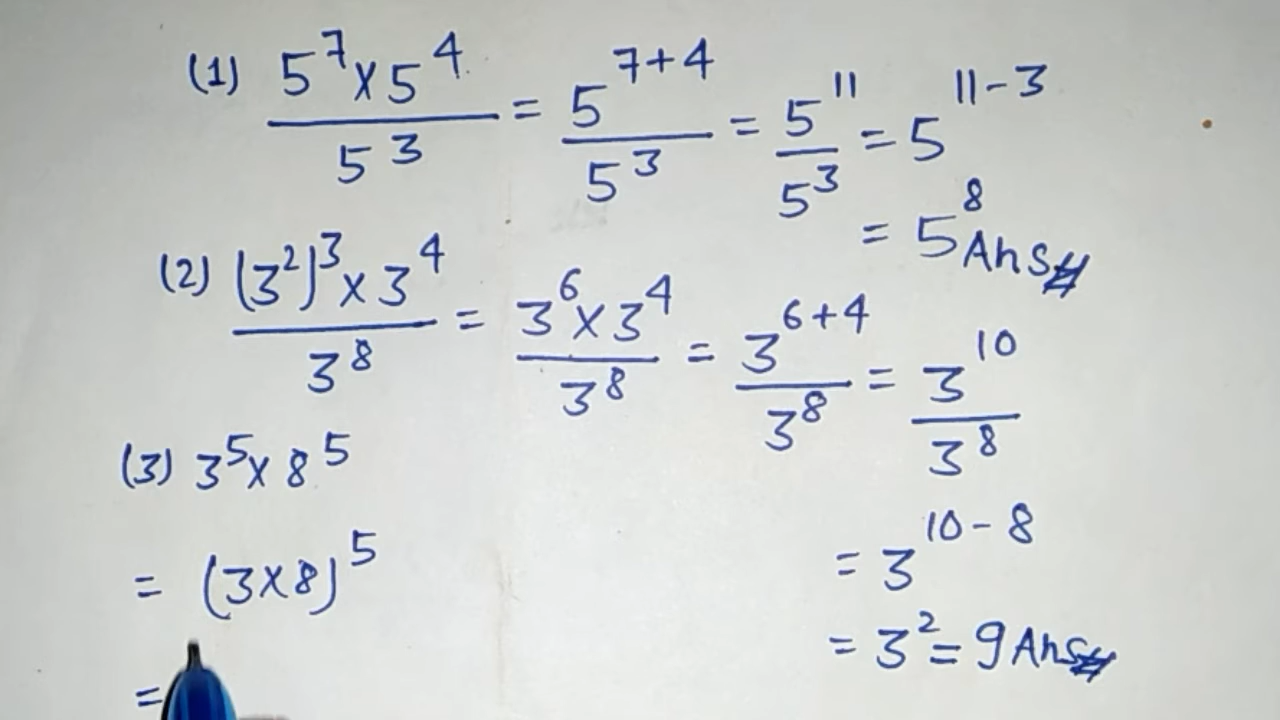 (1) (5^7 × 5^4) / 5^3 = 5^(7+4) / 5^3 = 5^11 / 5^3 = 5^(11-3)
= 5^8 Ans
(2) ((3^2)^3 × 3^4) / 3^8 = (3^6 × 3^4) / 3^8 = 3^(6+4) / 3^8 = 3^10 / 3^8
= 3^(10-8)
= 3^2 = 9 Ans
(3) 3^5 × 8^5
= (3×8)^5
=